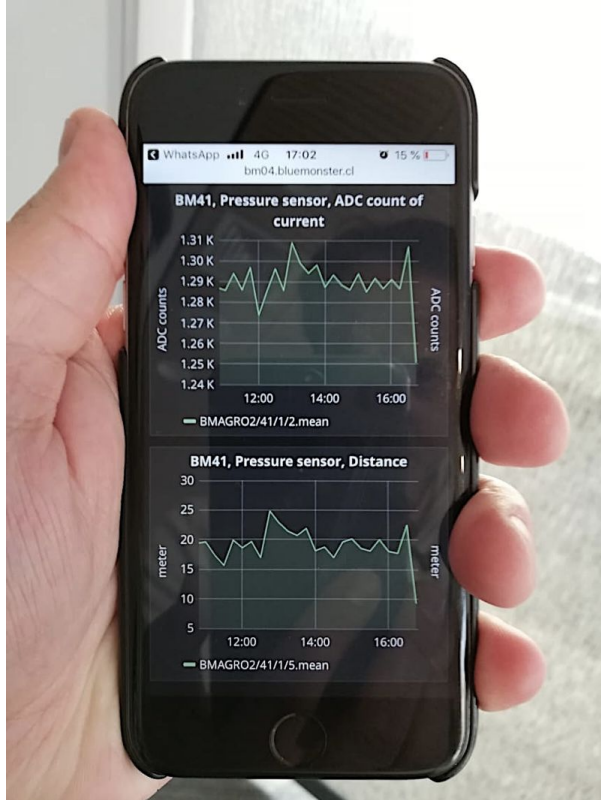 WhatsApp 4G 17:02 15 %
bm04.bluemonster.cl
BM41, Pressure sensor, ADC count of
current
1.31 K
1.30 K
1.29 K
1.28 K
1.27 K
1.26 K
1.25 K
1.24 K
ADC counts
ADC counts
12:00 14:00 16:00
BMAGRO2/41/1/2.mean
BM41, Pressure sensor, Distance
30
25
20
15
10
5
meter
meter
12:00 14:00 16:00
BMAGRO2/41/1/5.mean